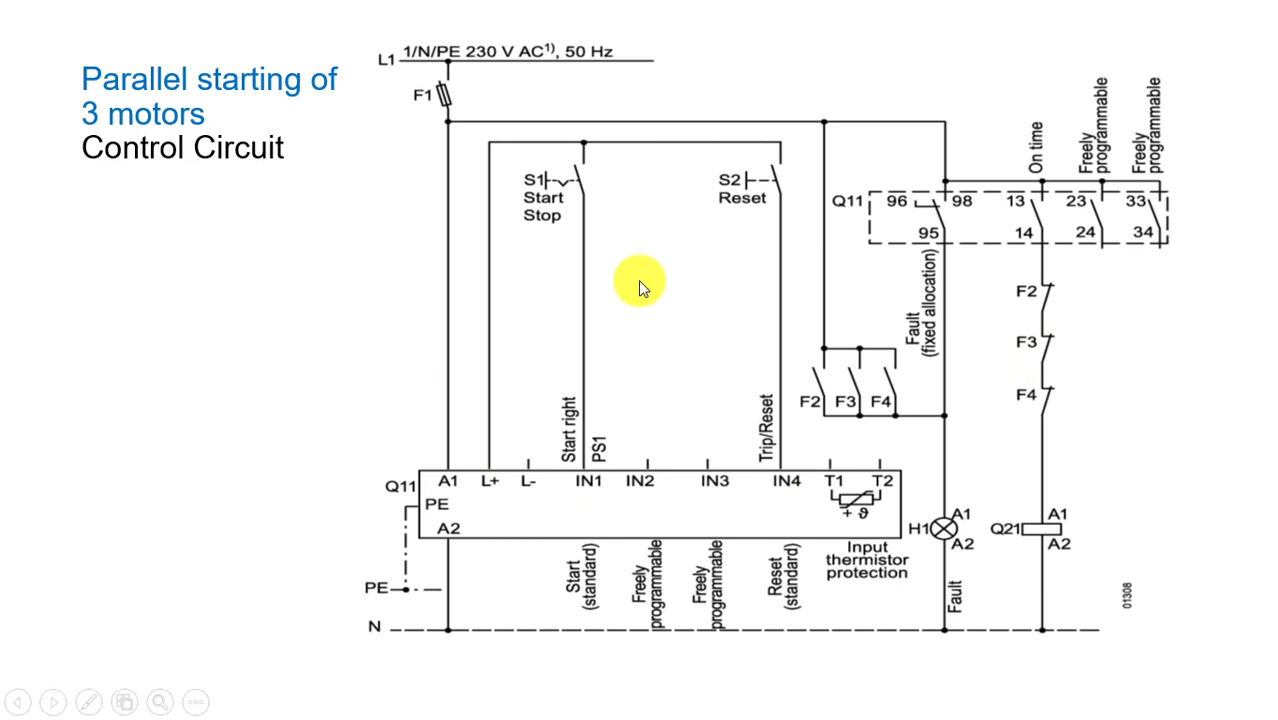 Parallel starting of
3 motors
Control Circuit
1/N/PE 230 V AC1), 50 Hz
L1
F1
S1
Start
Stop
S2
Reset
On time
Freely
programmable
Freely
programmable
Q11
96
98
13
23
33
95
14
24
34
Fault
(fixed allocation)
F2
F3
F4
F2
F3
F4
Start right
PS1
Trip/Reset
Q11
A1
L+
L-
IN1
IN2
IN3
IN4
T1
T2
PE
+ ϑ
A2
H1
A1
A2
Q21
A1
A2
Start
(standard)
Freely
programmable
Freely
programmable
Reset
(standard)
Input
thermistor
protection
Fault
PE
N
01308